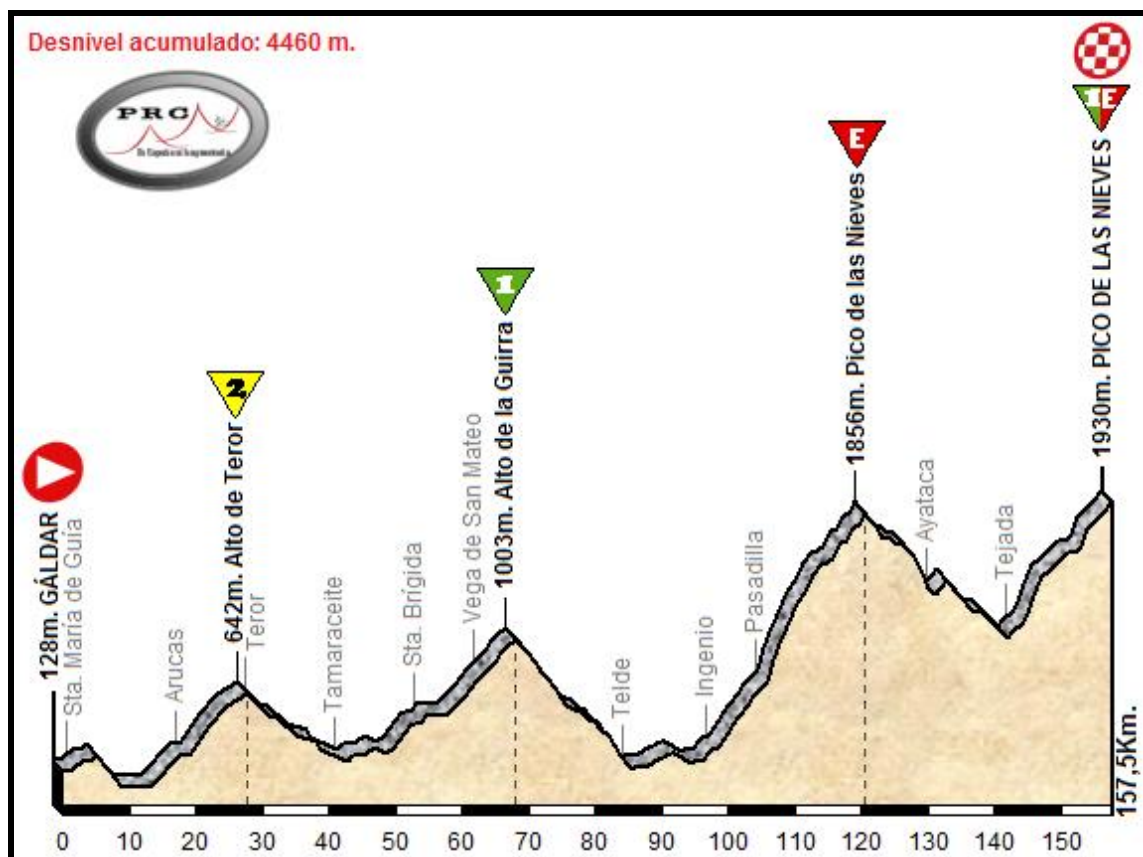 Desnivel acumulado: 4460 m.
PRC
128m. GÁLDAR
Sta. María de Guía
Arucas
2
642m. Alto de Teror
Teror
Tamaraceite
Sta. Brígida
Vega de San Mateo
1
1003m. Alto de la Guirra
Telde
Ingenio
Pasadilla
E
1856m. Pico de las Nieves
Ayataca
Tejada
1E
1930m. PICO DE LAS NIEVES
157,5Km.
0 10 20 30 40 50 60 70 80 90 100 110 120 130 140 150